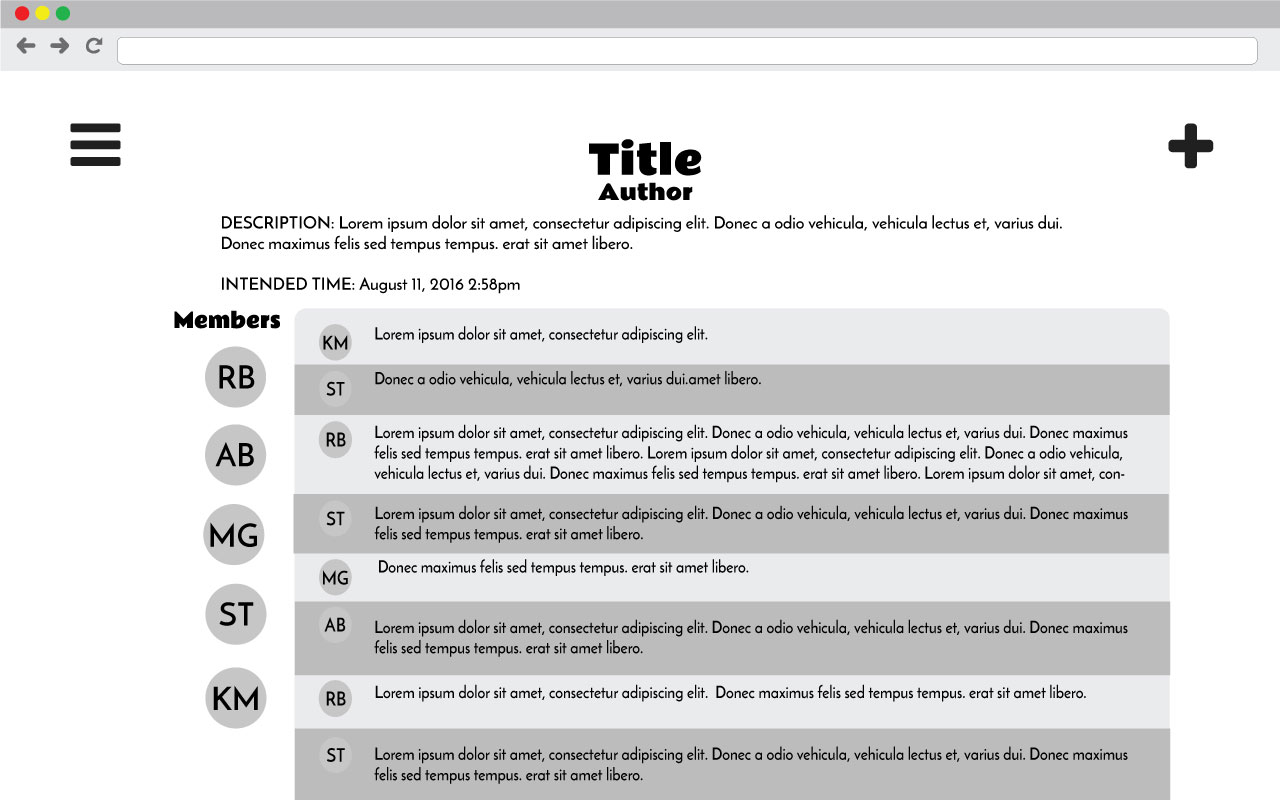 Title
Author
DESCRIPTION: Lorem ipsum dolor sit amet, consectetur adipiscing elit. Donec a odio vehicula, vehicula lectus et, varius dui.
Donec maximus felis sed tempus tempus. erat sit amet libero.
INTENDED TIME: August 11, 2016 2:58pm
Members
RB
AB
MG
ST
KM
KM
Lorem ipsum dolor sit amet, consectetur adipiscing elit.
ST
Donec a odio vehicula, vehicula lectus et, varius dui.amet libero.
RB
Lorem ipsum dolor sit amet, consectetur adipiscing elit. Donec a odio vehicula, vehicula lectus et, varius dui. Donec maximus
felis sed tempus tempus. erat sit amet libero. Lorem ipsum dolor sit amet, consectetur adipiscing elit. Donec a odio vehicula,
vehicula lectus et, varius dui. Donec maximus felis sed tempus tempus. erat sit amet libero. Lorem ipsum dolor sit amet, con-
ST
Lorem ipsum dolor sit amet, consectetur adipiscing elit. Donec a odio vehicula, vehicula lectus et, varius dui. Donec maximus
felis sed tempus tempus. erat sit amet libero.
MG
Donec maximus felis sed tempus tempus. erat sit amet libero.
AB
Lorem ipsum dolor sit amet, consectetur adipiscing elit. Donec a odio vehicula, vehicula lectus et, varius dui. Donec maximus
felis sed tempus tempus. erat sit amet libero.
RB
Lorem ipsum dolor sit amet, consectetur adipiscing elit.  Donec maximus felis sed tempus tempus. erat sit amet libero.
ST
Lorem ipsum dolor sit amet, consectetur adipiscing elit. Donec a odio vehicula, vehicula lectus et, varius dui. Donec maximus
felis sed tempus tempus. erat sit amet libero.